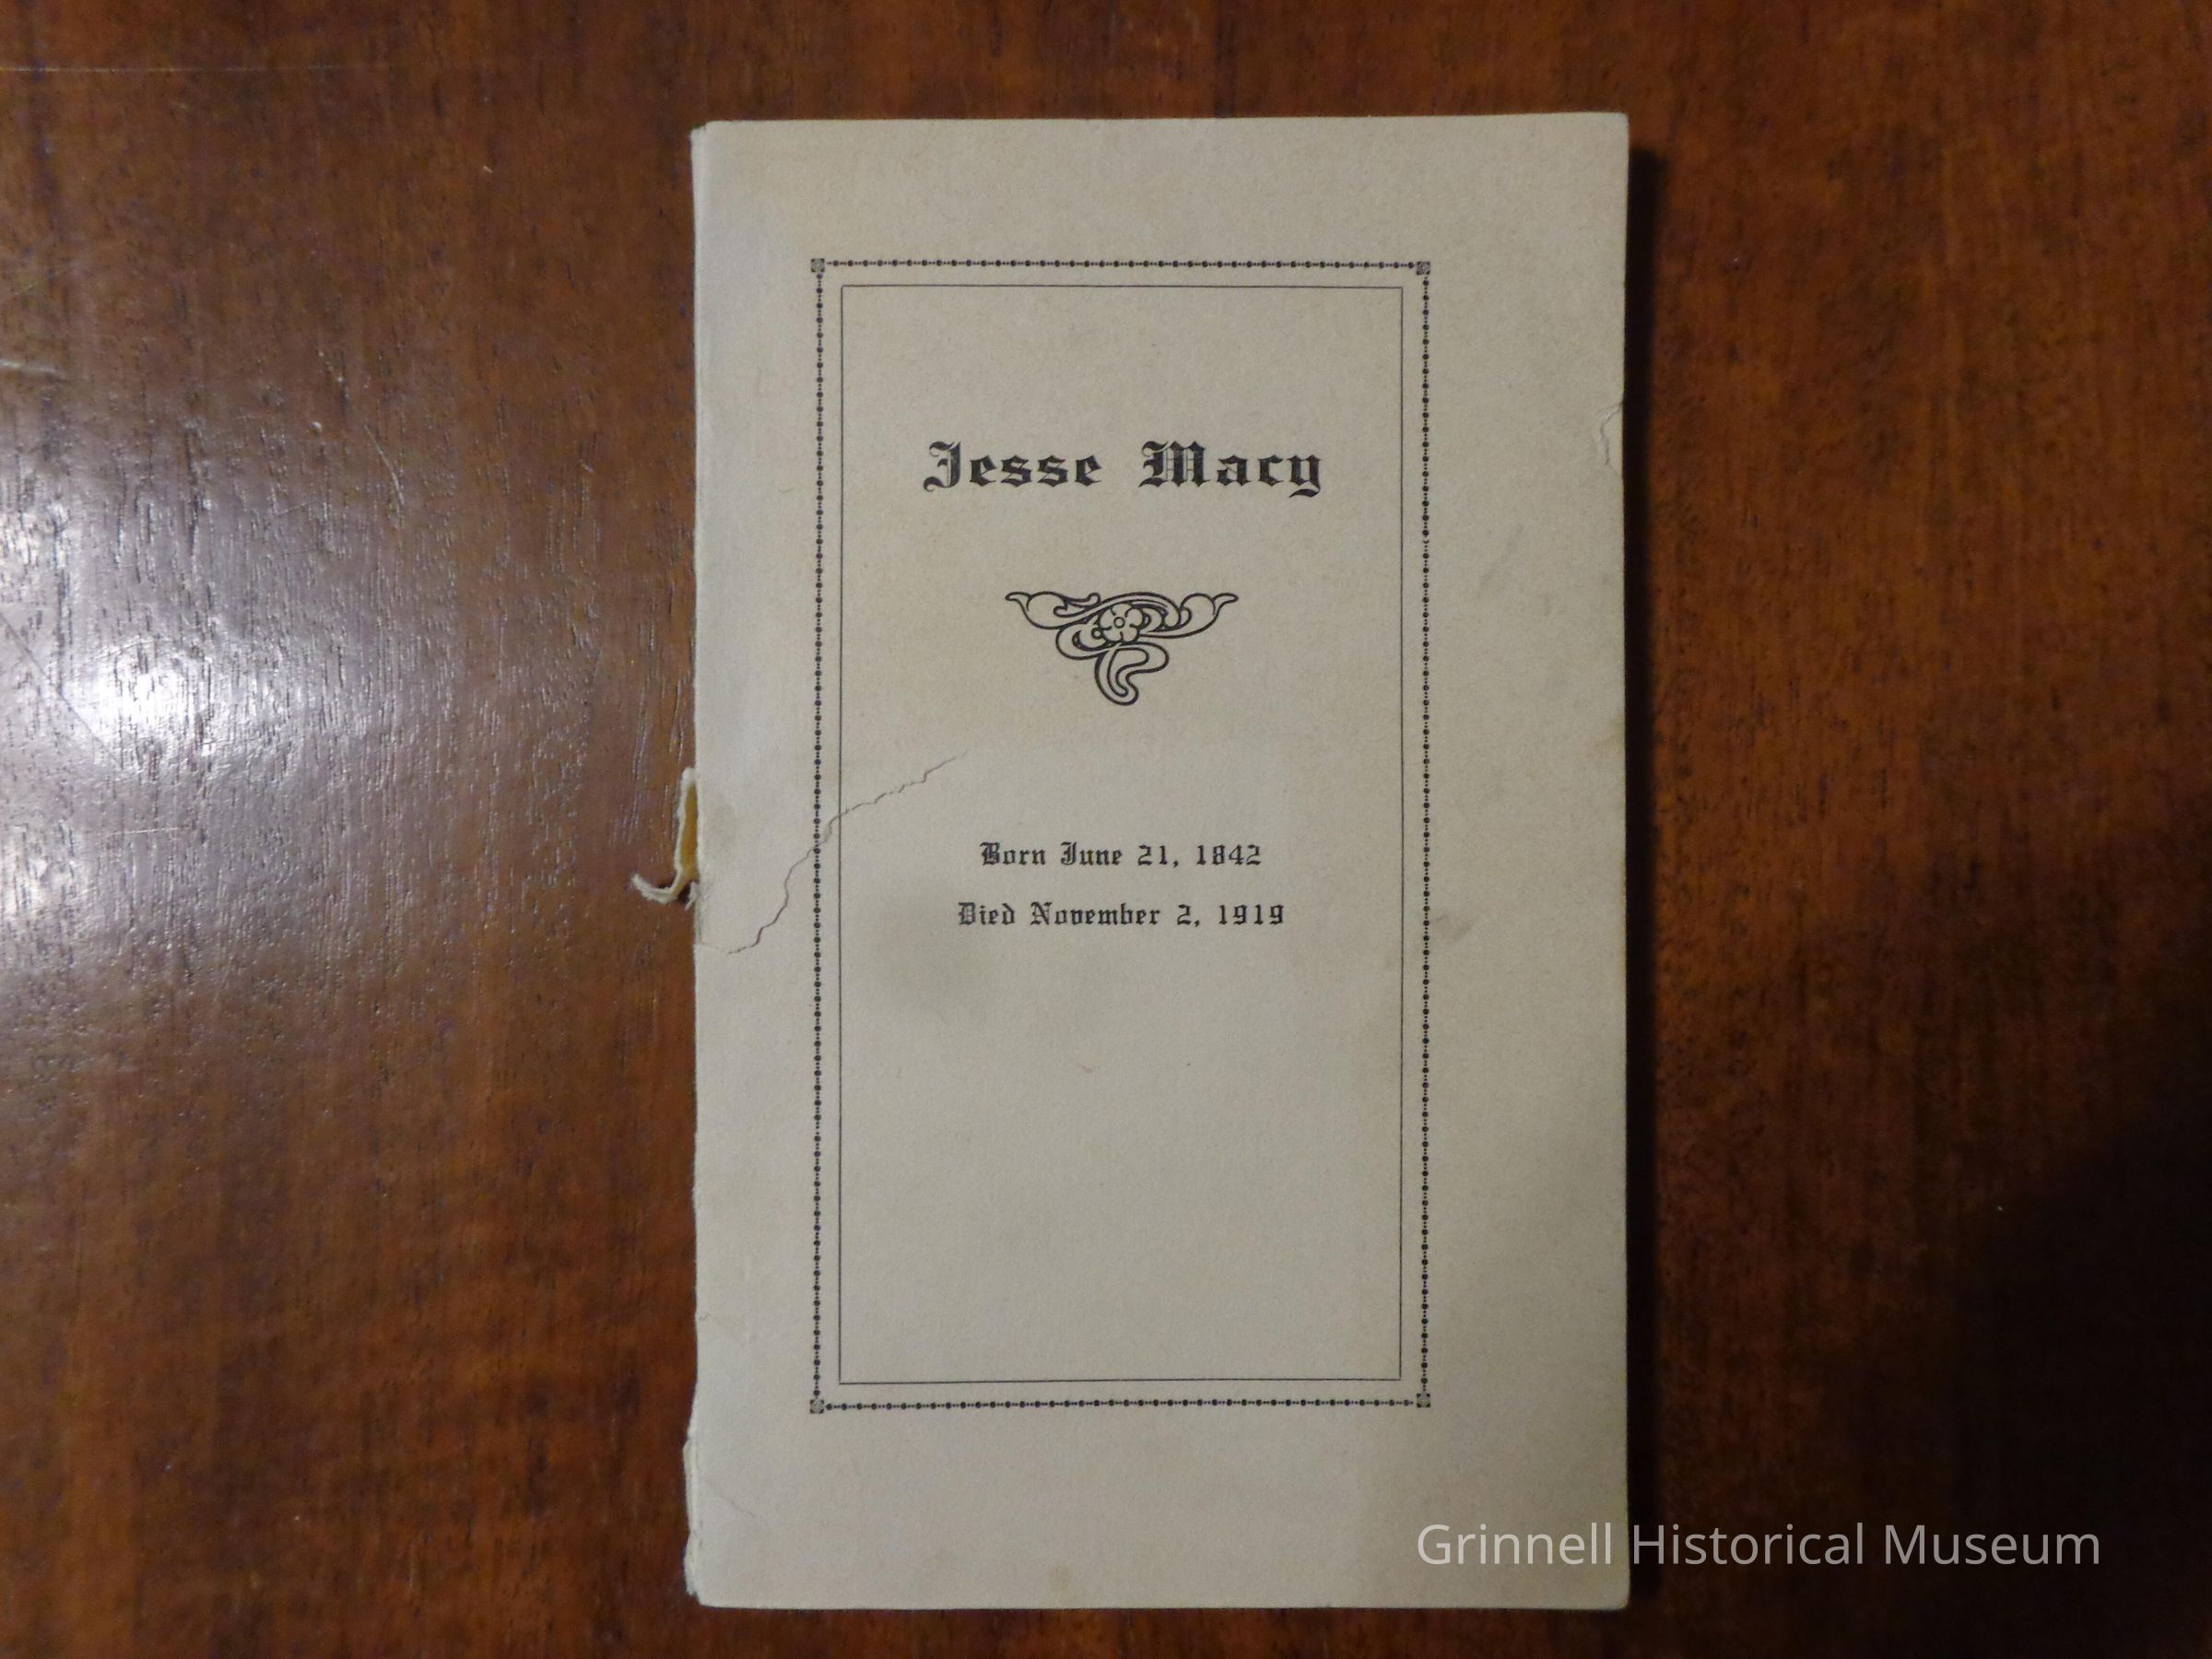 Jesse Macy
Born June 21, 1842
Died November 2, 1919
Grinnell Historical Museum